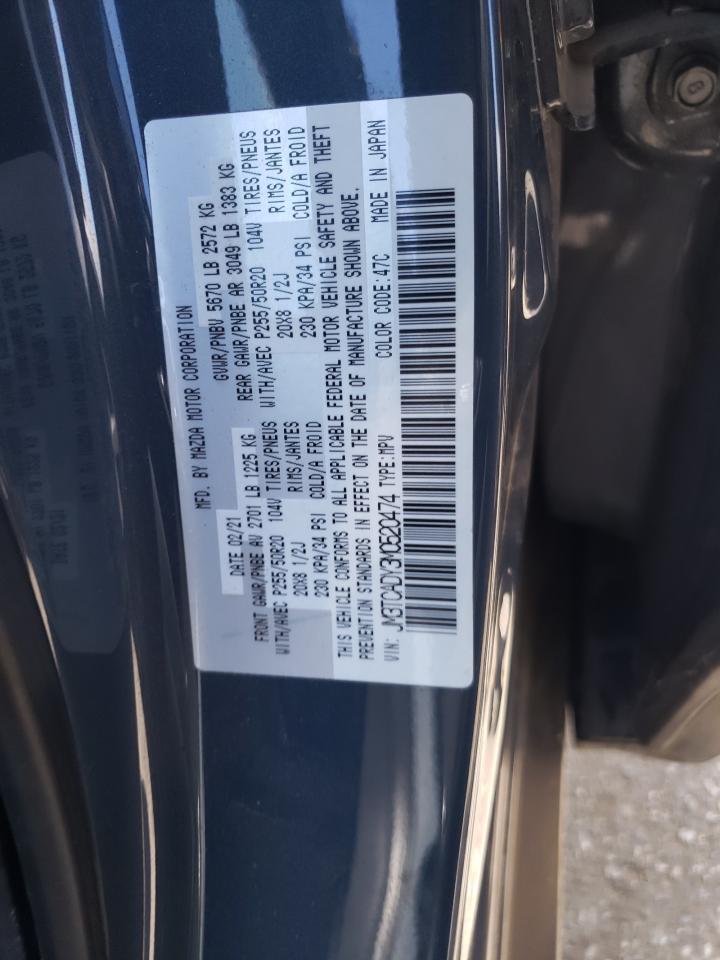 MFD. BY MAZDA MOTOR CORPORATION
DATE 02/21 GVWR/PNBV 5670 LB 2572 KG
FRONT GAWR/PNBE AV 2701 LB 1225 KG REAR GAWR/PNBE AR 3049 LB 1383 KG
WITH/AVEC P255/50R20 104V TIRES/PNEUS WITH/AVEC P255/50R20 104V TIRES/PNEUS
20X8 1/2J RIMS/JANTES 20X8 1/2J RIMS/JANTES
230 KPA/34 PSI COLD/A FROID 230 KPA/34 PSI COLD/A FROID
THIS VEHICLE CONFORMS TO ALL APPLICABLE FEDERAL MOTOR VEHICLE SAFETY AND THEFT
PREVENTION STANDARDS IN EFFECT ON THE DATE OF MANUFACTURE SHOWN ABOVE.
VIN: JM3TCADY3M0520474 TYPE:MPV COLOR CODE:47C MADE IN JAPAN